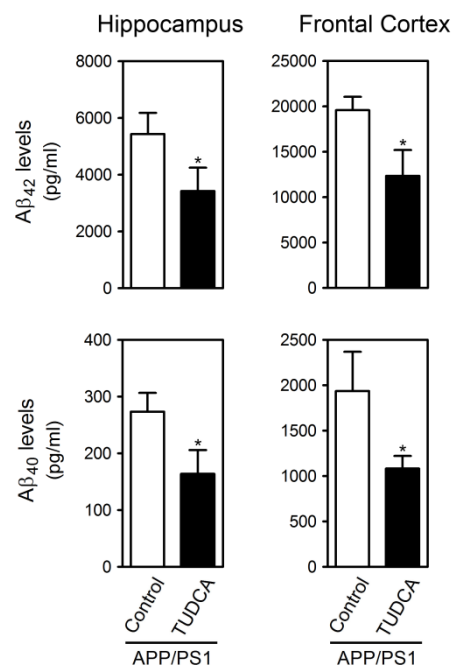 Hippocampus
Frontal Cortex
Aβ42 levels
(pg/ml)
8000
6000
4000
2000
0
*
20000
25000
15000
10000
5000
0
*
Aβ40 levels
(pg/ml)
400
300
200
100
0
*
2500
2000
1500
1000
500
0
*
Control
TUDCA
APP/PS1
Control
TUDCA
APP/PS1